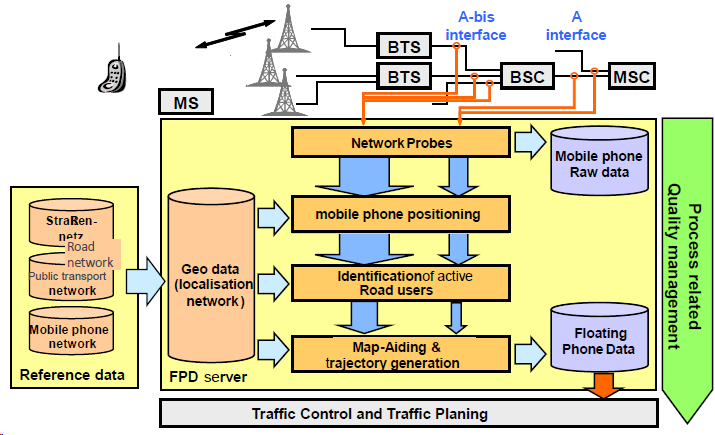 A-bis
interface
A
interface
BTS
BTS
BSC
MSC
MS
Network Probes
Mobile phone
Raw data
mobile phone positioning
Identification of active
Road users
Map-Aiding &
trajectory generation
Floating
Phone Data
Geo data
(localisation
network)
FPD server
StraRen-
netz
Road
network
Public transport
network
Mobile phone
network
Reference data
Traffic Control and Traffic Planing
Process related
Quality management